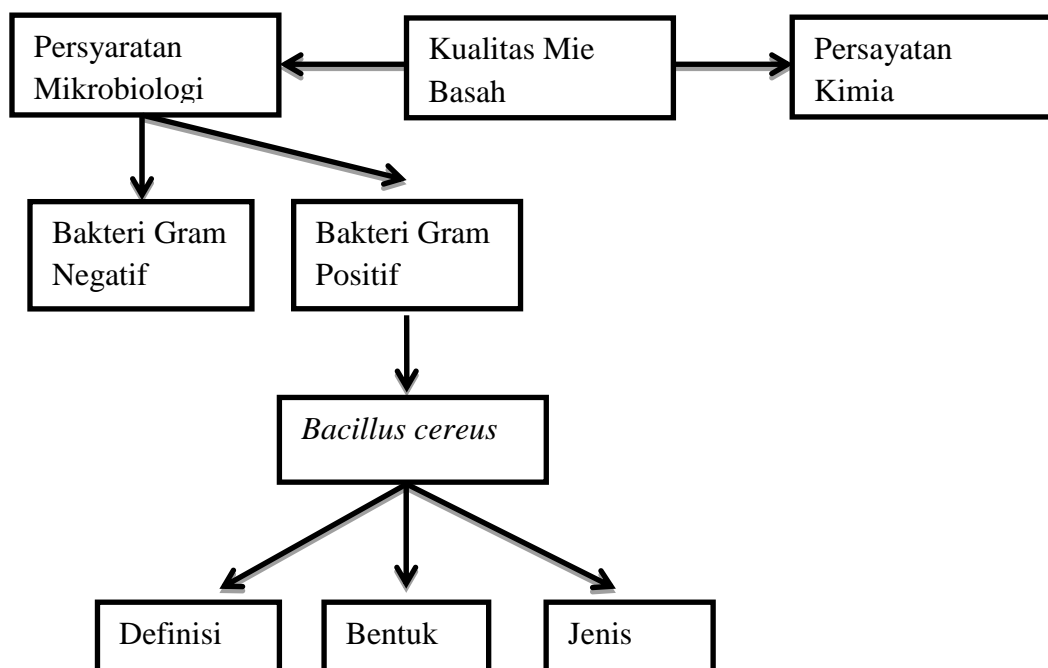 Persyaratan
Mikrobiologi
Kualitas Mie
Basah
Persayatan
Kimia
Bakteri Gram
Negatif
Bakteri Gram
Positif
Bacillus cereus
Definisi
Bentuk
Jenis